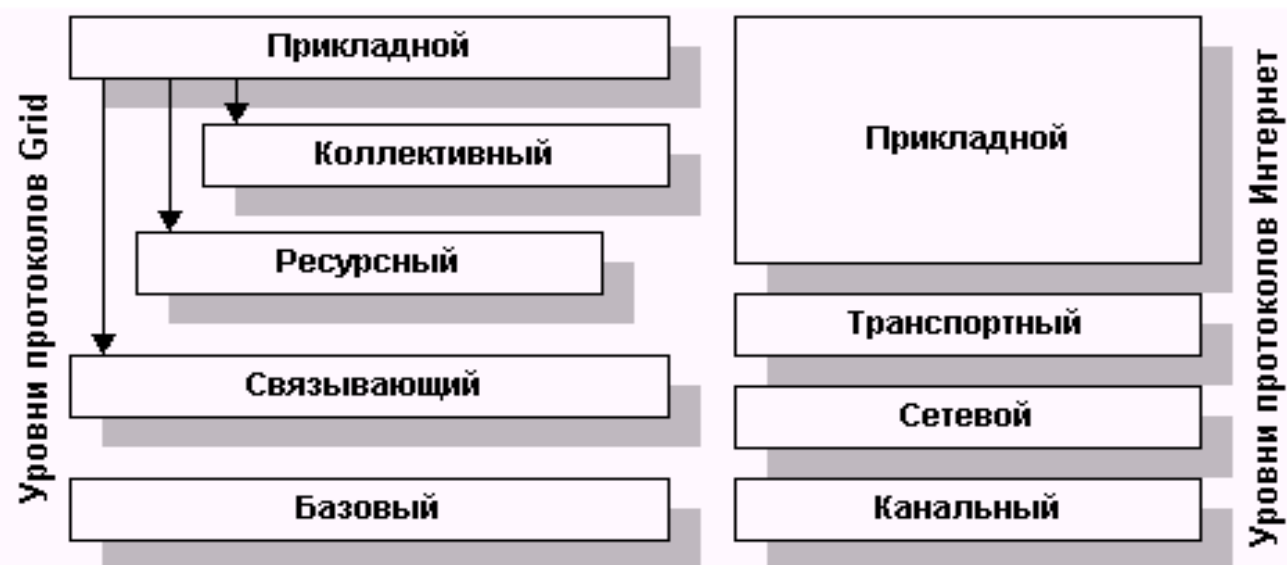 Уровни протоколов Grid
Прикладной
Коллективный
Ресурсный
Связывающий
Базовый
Прикладной
Транспортный
Сетевой
Канальный
Уровни протоколов Интернет